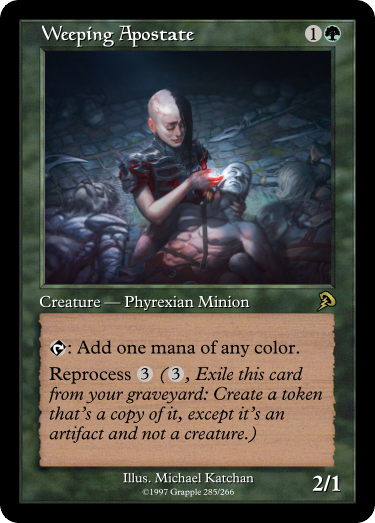 Weeping Apostate 1
Creature — Phyrexian Minion
: Add one mana of any color.
Reprocess 3 (3, Exile this card
from your graveyard: Create a token
that's a copy of it, except it's an
artifact and not a creature.)
Illus. Michael Katchan
©1997 Grapple 285/266
2/1